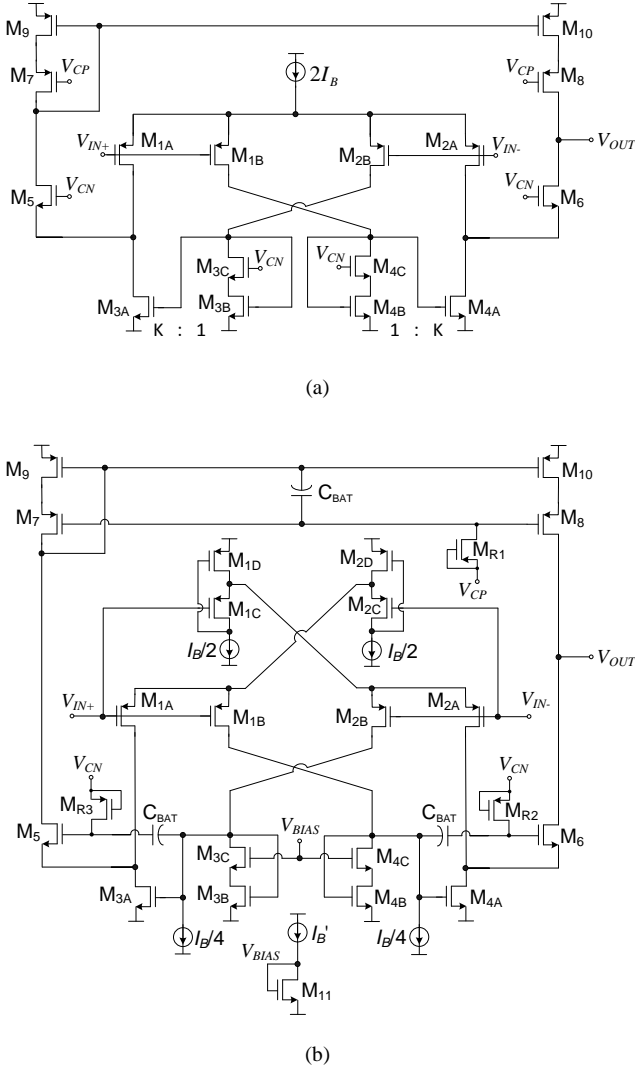 M9 M10
M7 VCP VCP M8
2IB
M1A M1B M2B M2A
VIN+ VIN-
VOUT
M5 VCN VCN M6
M3C VCN VCN M4C
M3A M3B M4B M4A
K : 1 1 : K
(a)
M9 M10
CBAT
M7 M8
M1D M2D MR1
M1C M2C VCP
IB/2 IB/2
VOUT
VIN+ M1A M1B M2B M2A VIN-
VCN VCN
MR3 CBAT VBIAS CBAT MR2
M5 M6
M3C M4C
M3A M3B M4B M4A
IB/4 IB' IB/4
VBIAS
M11
(b)